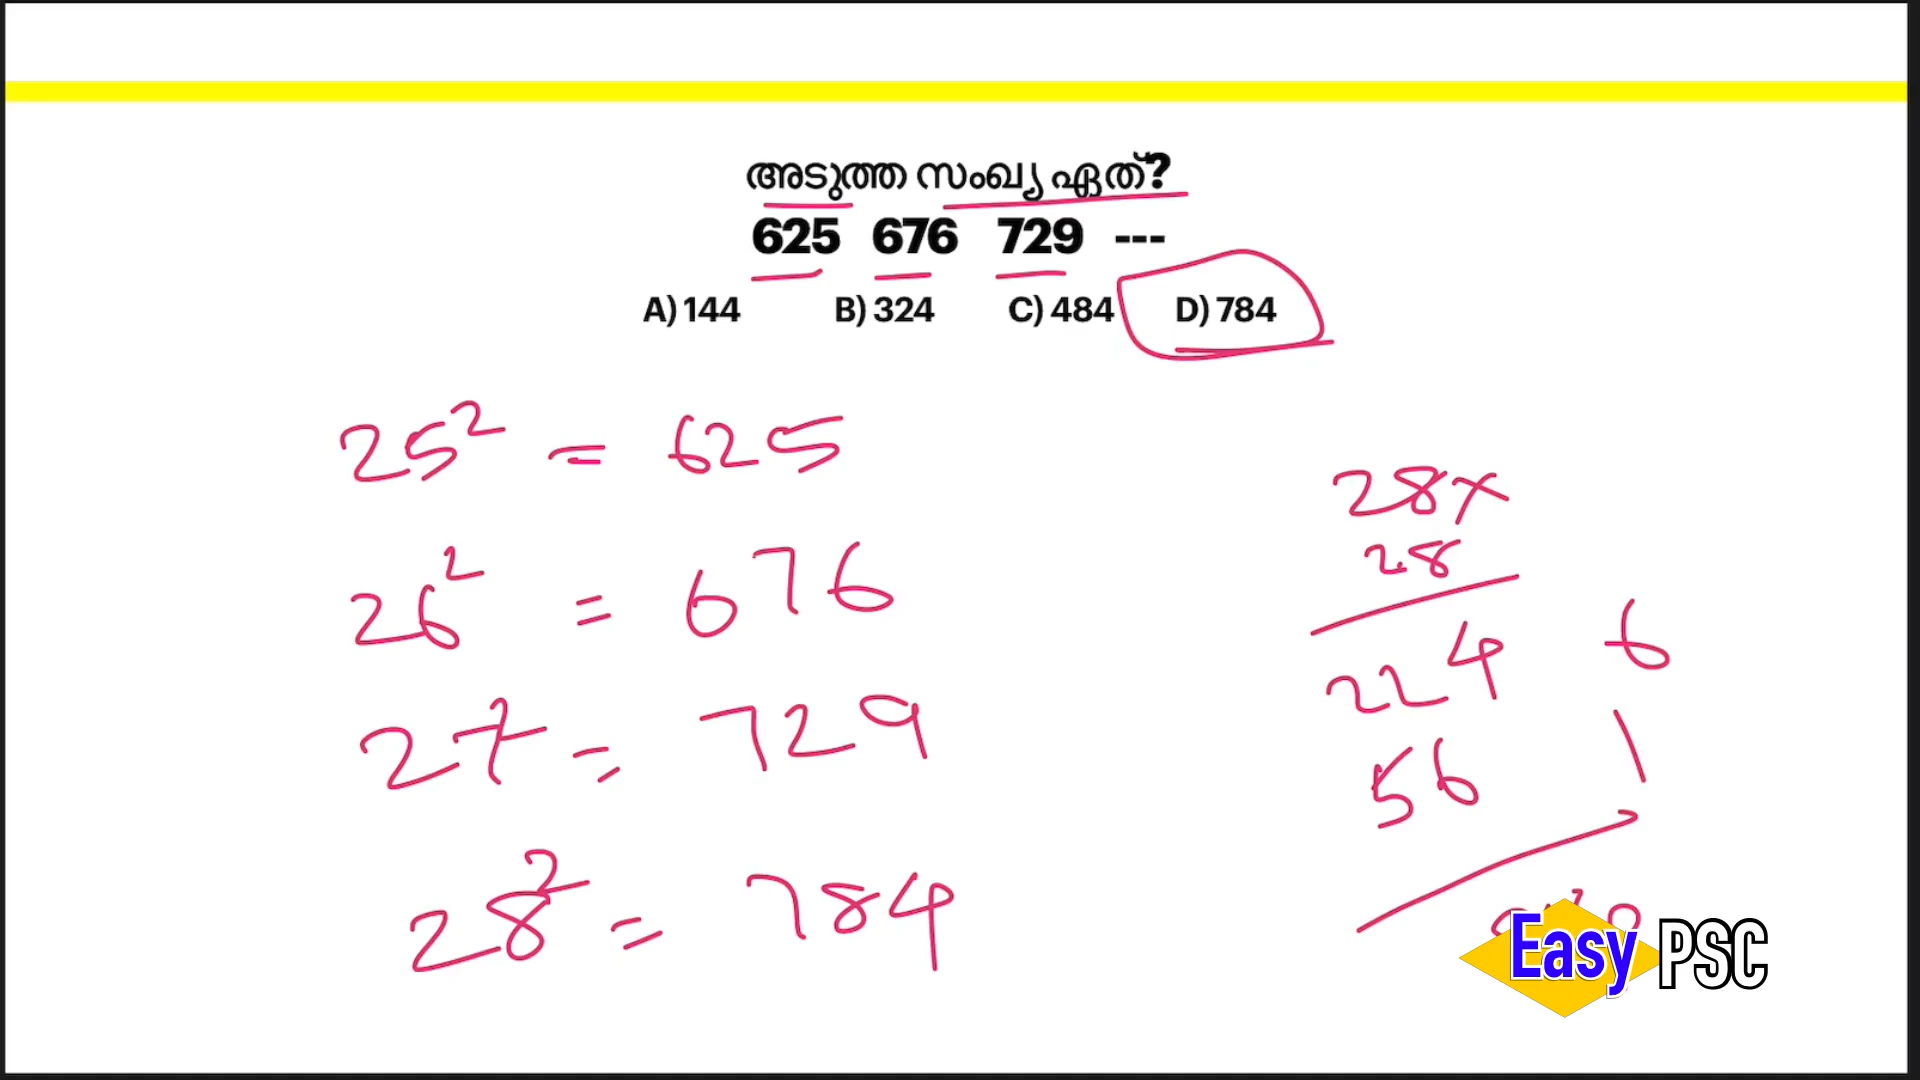 അടുത്ത സംഖ്യ ഏത്?
625 676 729 ---
A) 144 B) 324 C) 484 D) 784
25² = 625
26² = 676
27² = 729
28² = 784
28×
28
224 6
56 1
Easy PSC